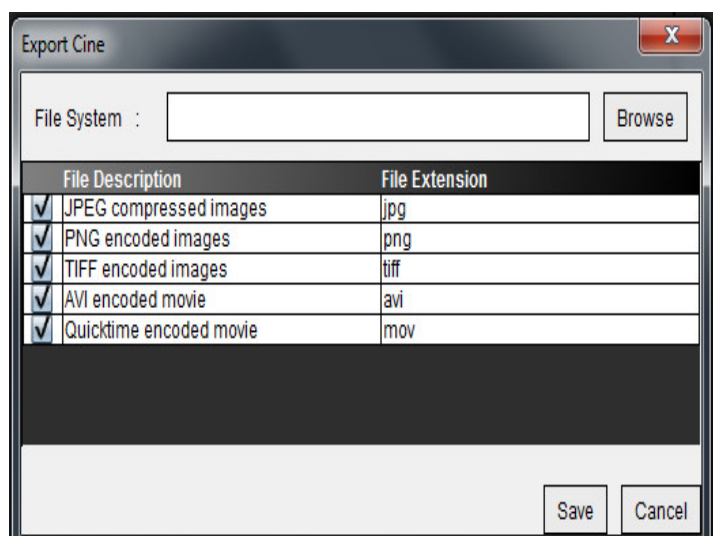 Export Cine X
File System : Browse
File Description File Extension
JPEG compressed images jpg
PNG encoded images png
TIFF encoded images tiff
AVI encoded movie avi
Quicktime encoded movie mov
Save Cancel